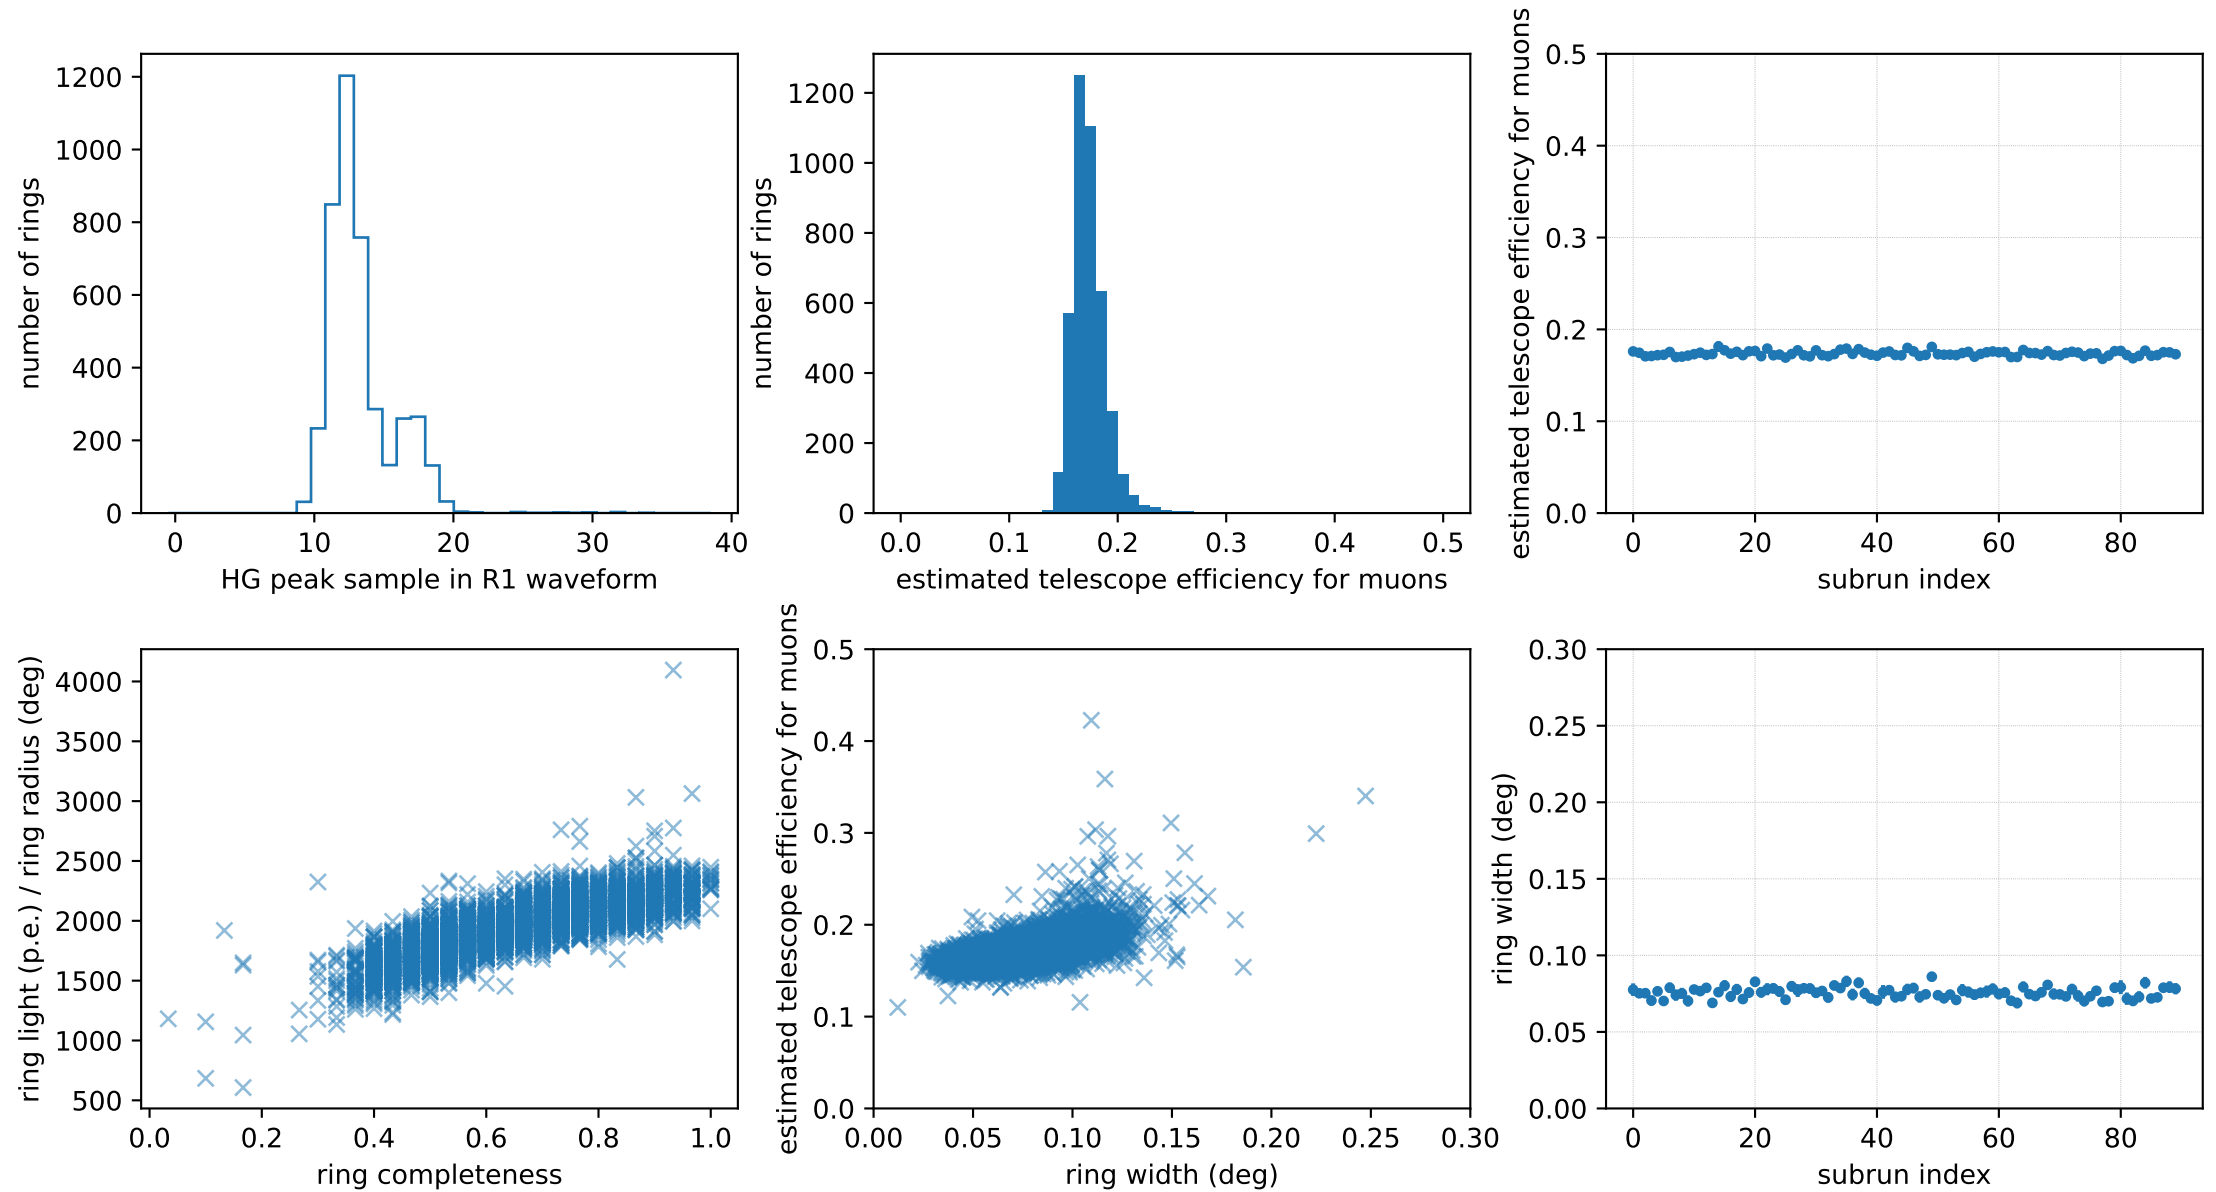 1200
1000
800
600
400
200
0
number of rings
0 10 20 30 40
HG peak sample in R1 waveform
1200
1000
800
600
400
200
0
number of rings
0.0 0.1 0.2 0.3 0.4 0.5
estimated telescope efficiency for muons
0.5
0.4
0.3
0.2
0.1
0.0
estimated telescope efficiency for muons
0 20 40 60 80
subrun index
4000
3500
3000
2500
2000
1500
1000
500
ring light (p.e.) / ring radius (deg)
0.0 0.2 0.4 0.6 0.8 1.0
ring completeness
0.5
0.4
0.3
0.2
0.1
0.0
estimated telescope efficiency for muons
0.00 0.05 0.10 0.15 0.20 0.25 0.30
ring width (deg)
0.30
0.25
0.20
0.15
0.10
0.05
0.00
ring width (deg)
0 20 40 60 80
subrun index